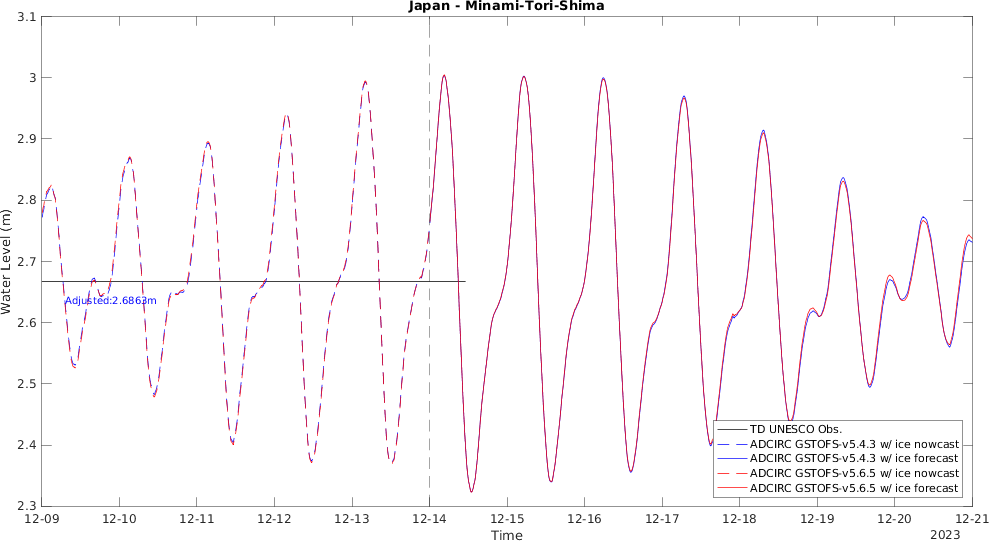 Japan - Minami-Tori-Shima
3.1
3
2.9
2.8
2.7
2.6
2.5
2.4
2.3
Water Level (m)
Adjusted:2.6863m
TD UNESCO Obs.
ADCIRC GSTOFS-v5.4.3 w/ ice nowcast
ADCIRC GSTOFS-v5.4.3 w/ ice forecast
ADCIRC GSTOFS-v5.6.5 w/ ice nowcast
ADCIRC GSTOFS-v5.6.5 w/ ice forecast
12-09 12-10 12-11 12-12 12-13 12-14 12-15 12-16 12-17 12-18 12-19 12-20 12-21
Time
2023